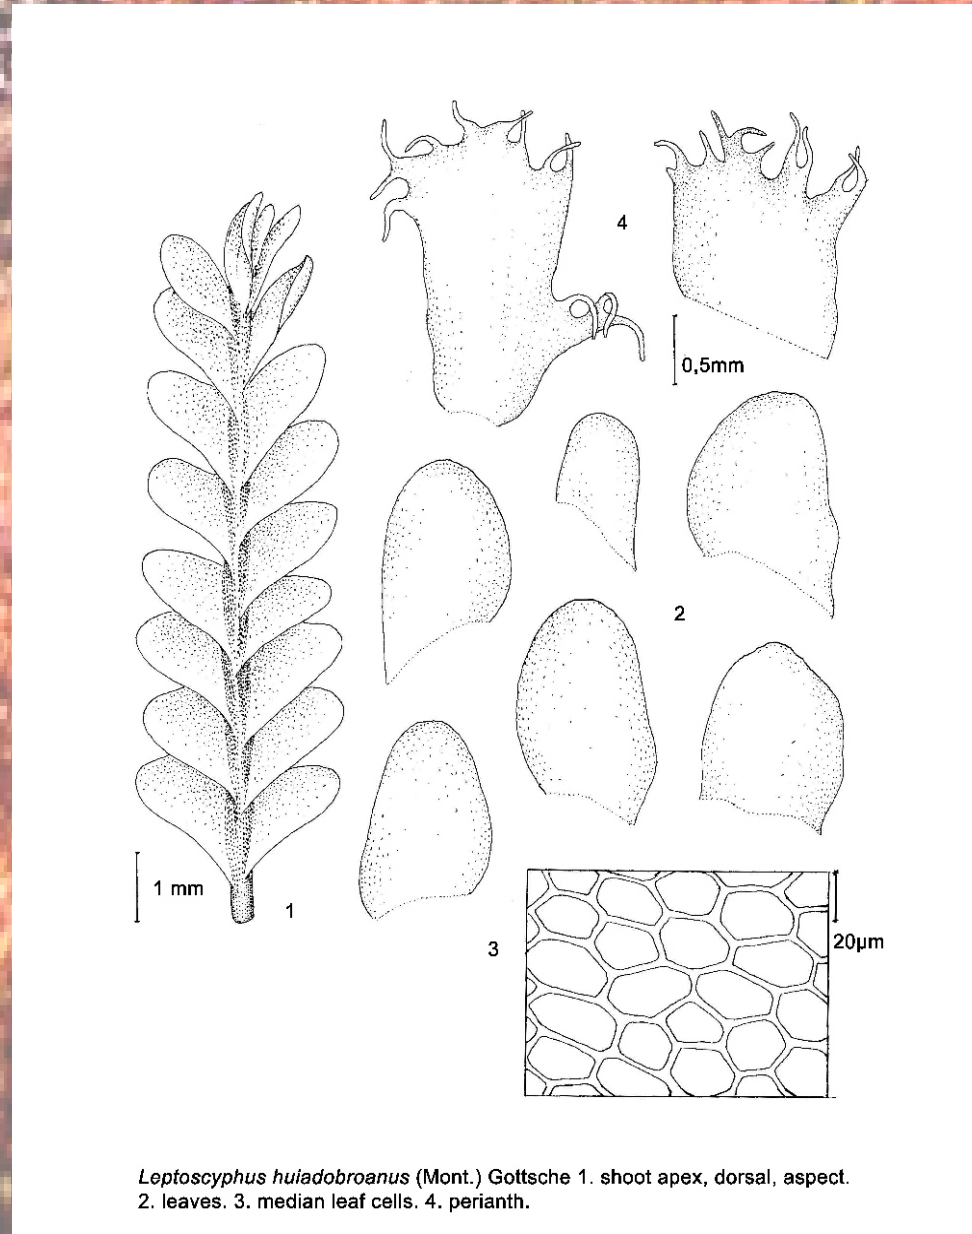 4
0,5mm
2
1 mm
1
3
20µm
Leptoscyphus huiadobroanus (Mont.) Gottsche 1. shoot apex, dorsal, aspect.
2. leaves. 3. median leaf cells. 4. perianth.